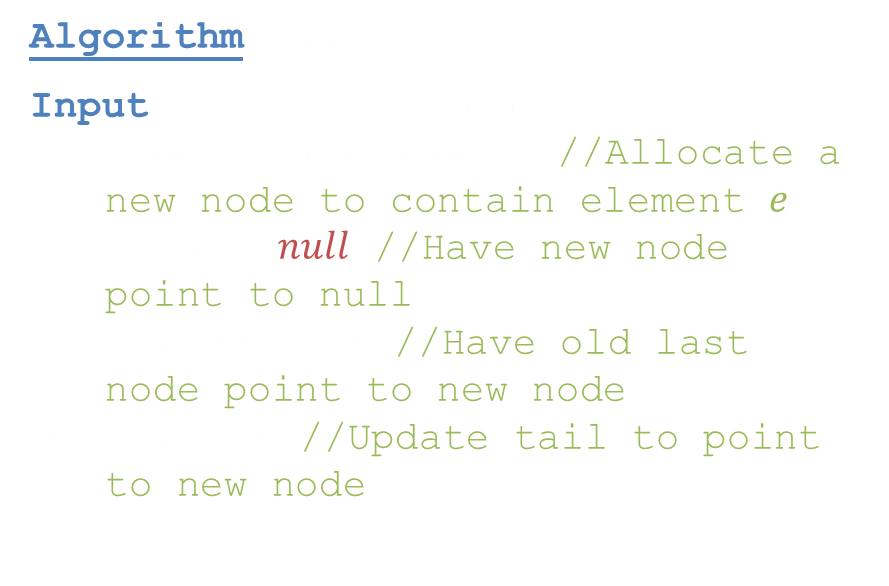 Algorithm
Input
//Allocate a
new node to contain element e
null //Have new node
point to null
//Have old last
node point to new node
//Update tail to point
to new node